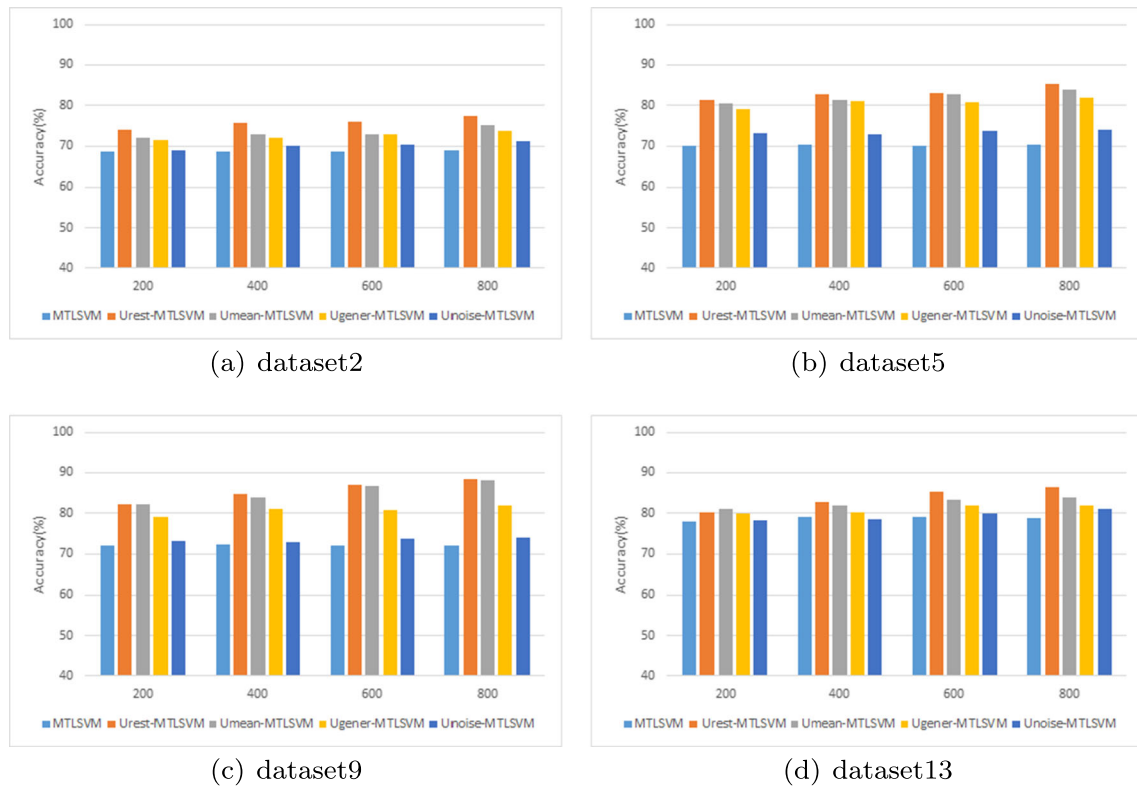 100
90
80
70
60
50
40
Accuracy(%)
200 400 600 800
MTLSVM Urest-MTLSVM Umean-MTLSVM Ugener-MTLSVM Unoise-MTLSVM
(a) dataset2
100
90
80
70
60
50
40
Accuracy(%)
200 400 600 800
MTLSVM Urest-MTLSVM Umean-MTLSVM Ugener-MTLSVM Unoise-MTLSVM
(b) dataset5
100
90
80
70
60
50
40
Accuracy(%)
200 400 600 800
MTLSVM Urest-MTLSVM Umean-MTLSVM Ugener-MTLSVM Unoise-MTLSVM
(c) dataset9
100
90
80
70
60
50
40
Accuracy(%)
200 400 600 800
MTLSVM Urest-MTLSVM Umean-MTLSVM Ugener-MTLSVM Unoise-MTLSVM
(d) dataset13